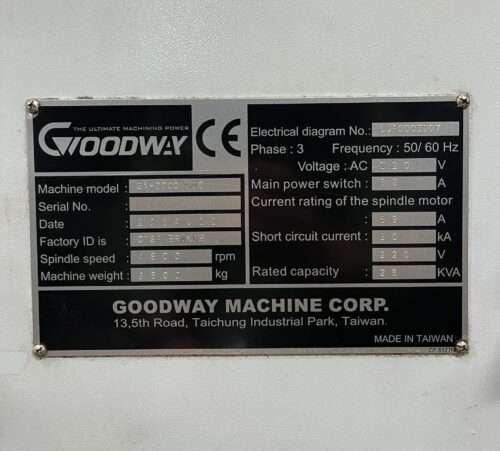 THE ULTIMATE MACHINING POWER
GOODWAY
CE
Machine model :
Serial No. :
Date :
Factory ID is :
Spindle speed : 4800 rpm
Machine weight : kg
Electrical diagram No.:
Phase : 3 Frequency : 50/ 60 Hz
Voltage : AC 220 V
Main power switch : A
Current rating of the spindle motor
: A
Short circuit current : kA
: 220 V
Rated capacity : KVA
GOODWAY MACHINE CORP.
13,5th Road, Taichung Industrial Park, Taiwan.
MADE IN TAIWAN